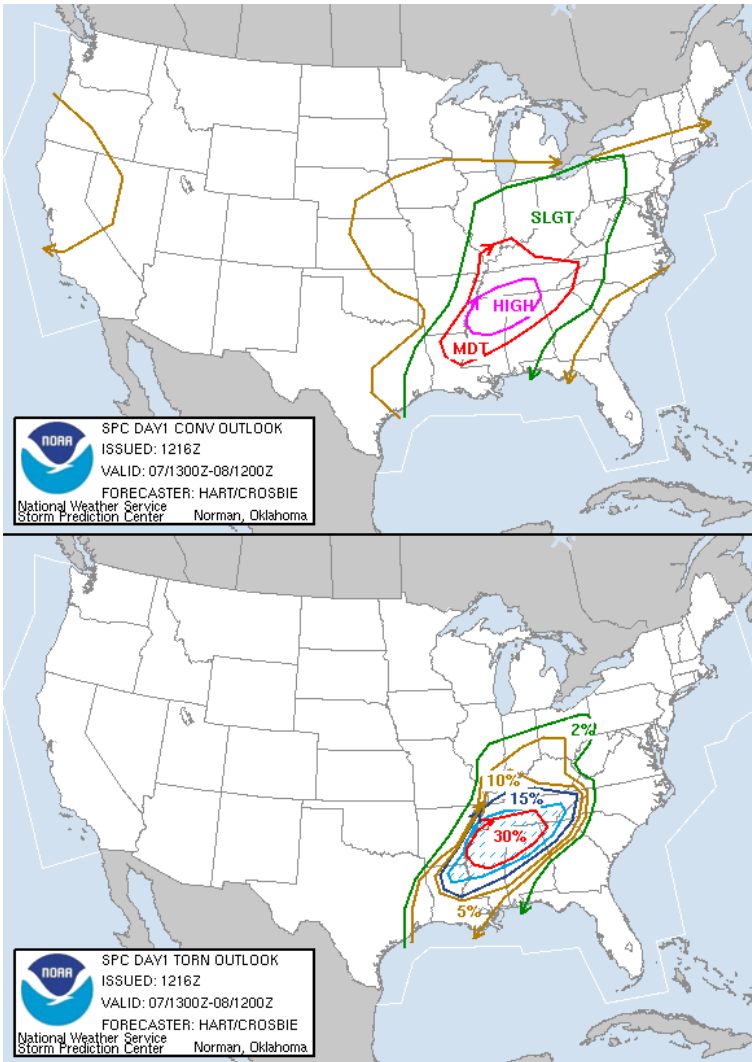 SLGT
HIGH
MDT
NOAA
SPC DAY1 CONV OUTLOOK
ISSUED: 1216Z
VALID: 07/1300Z-08/1200Z
FORECASTER: HART/CROSBIE
National Weather Service
Storm Prediction Center Norman, Oklahoma
2%
10%
15%
30%
5%
NOAA
SPC DAY1 TORN OUTLOOK
ISSUED: 1216Z
VALID: 07/1300Z-08/1200Z
FORECASTER: HART/CROSBIE
National Weather Service
Storm Prediction Center Norman, Oklahoma